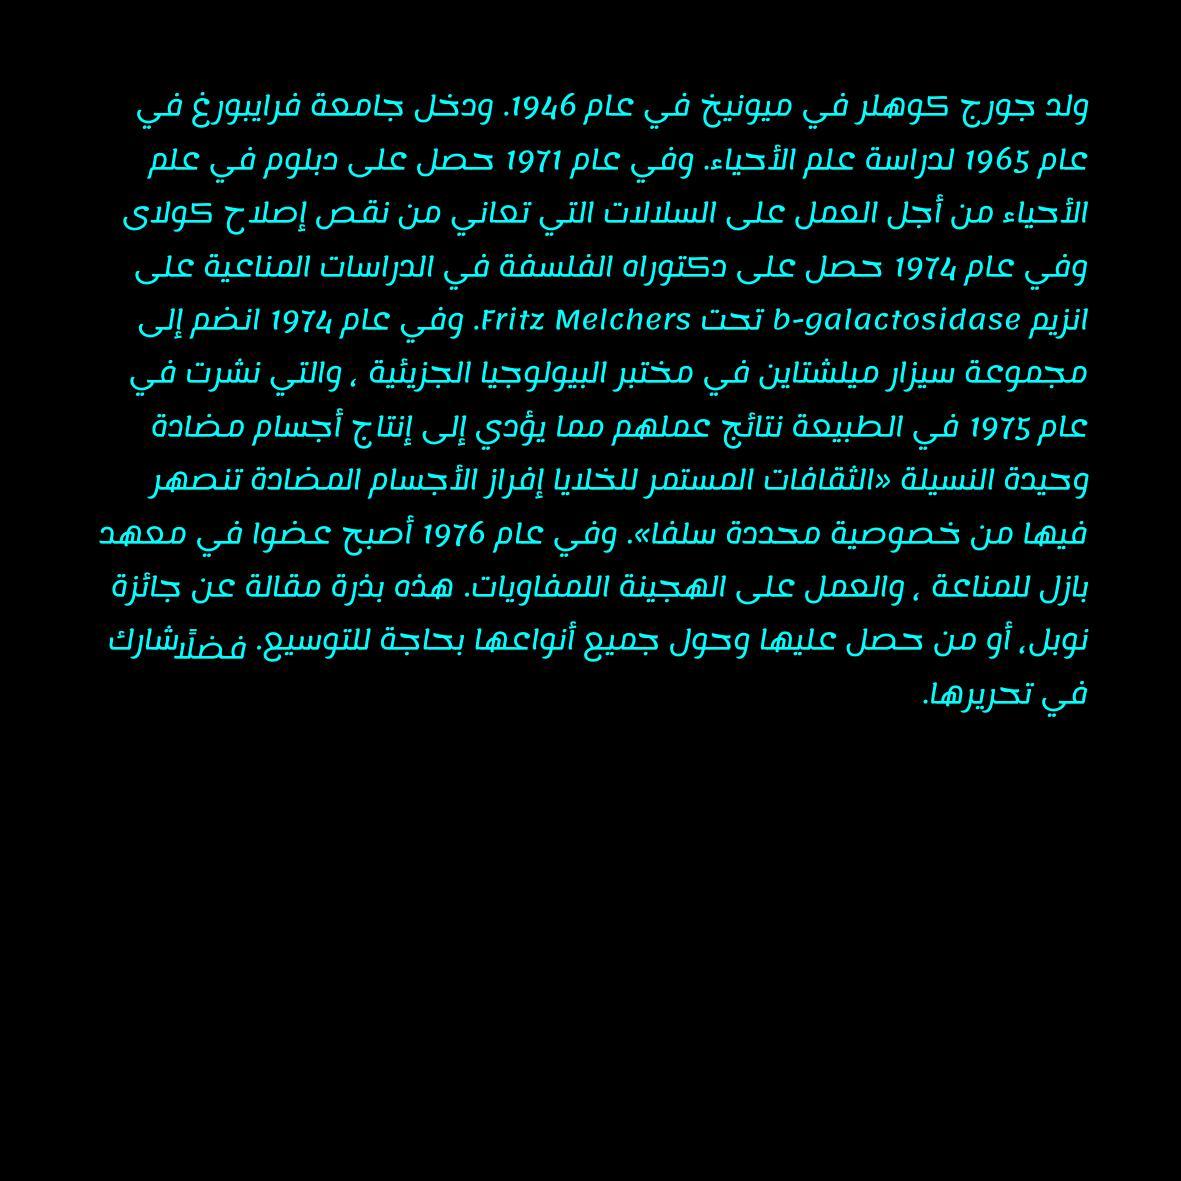 ولد جورج كوهلر في ميونيخ في عام 1946. ودخل جامعة فرايبورغ في
عام 1965 لدراسة علم الأحياء. وفي عام 1971 حصل على دبلوم في علم
الأحياء من أجل العمل على السلالات التي تعاني من نقص إصلاح كولاى
وفي عام 1974 حصل على دكتوراه الفلسفة في الدراسات المناعية على
انزيم b-galactosidase تحت Fritz Melchers. وفي عام 1974 انضم إلى
مجموعة سيزار ميلشتاين في مختبر البيولوجيا الجزيئية ، والتي نشرت في
عام 1975 في الطبيعة نتائج عملهم مما يؤدي إلى إنتاج أجسام مضادة
وحيدة النسيلة «الثقافات المستمر للخلايا إفراز الأجسام المضادة تنصهر
فيها من خصوصية محددة سلفا». وفي عام 1976 أصبح عضوا في معهد
بازل للمناعة ، والعمل على الهجينة اللمفاويات. هذه بذرة مقالة عن جائزة
نوبل، أو من حصل عليها وحول جميع أنواعها بحاجة للتوسيع. فضلًاشارك
في تحريرها.